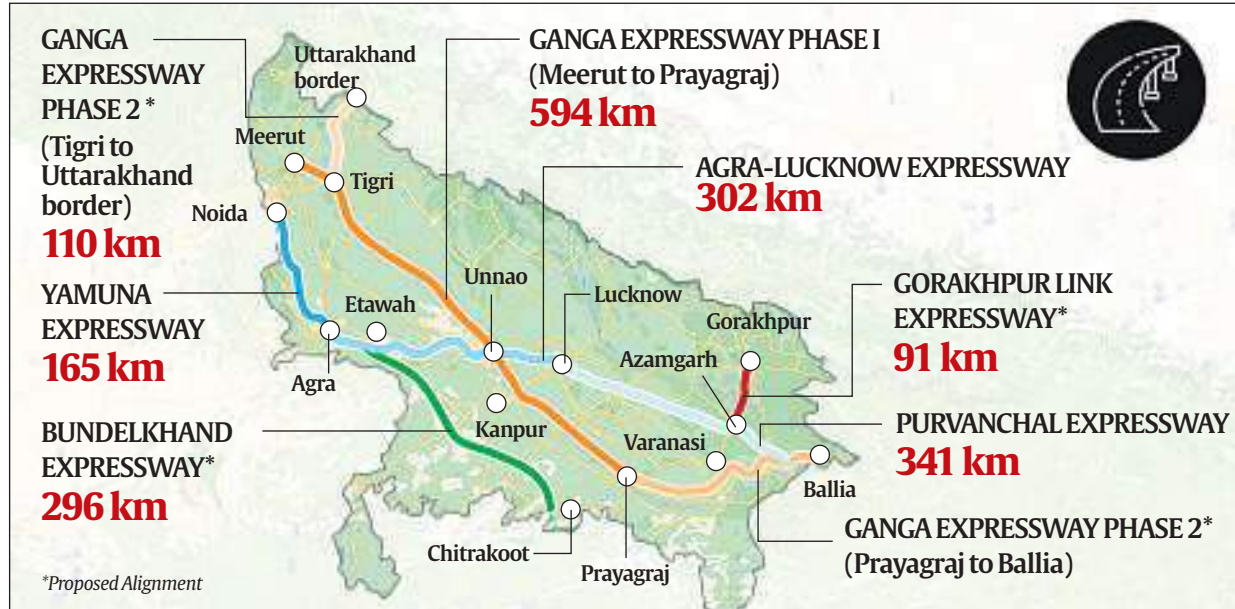 GANGA
EXPRESSWAY
PHASE 2 *
(Tigri to
Uttarakhand
border)
110 km
Uttarakhand
border
GANGA EXPRESSWAY PHASE I
(Meerut to Prayagraj)
594 km
Meerut
Tigri
AGRA-LUCKNOW EXPRESSWAY
302 km
Noida
YAMUNA
EXPRESSWAY
165 km
Etawah
Unnao
Lucknow
Gorakhpur
GORAKHPUR LINK
EXPRESSWAY*
91 km
Azamgarh
Agra
BUNDELKHAND
EXPRESSWAY*
296 km
Kanpur
Varanasi
PURVANCHAL EXPRESSWAY
341 km
Ballia
Chitrakoot
Prayagraj
GANGA EXPRESSWAY PHASE 2*
(Prayagraj to Ballia)
*Proposed Alignment